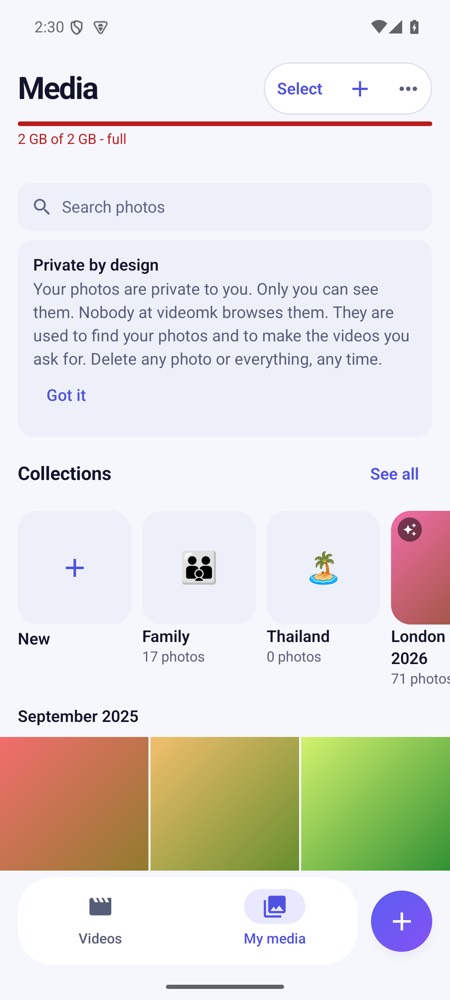 2:30
Media
Select
2 GB of 2 GB - full
Search photos
Private by design
Your photos are private to you. Only you can see
them. Nobody at videomk browses them. They are
used to find your photos and to make the videos you
ask for. Delete any photo or everything, any time.
Got it
Collections
See all
New
Family
17 photos
Thailand
0 photos
London
2026
71 photos
September 2025
Videos
My media